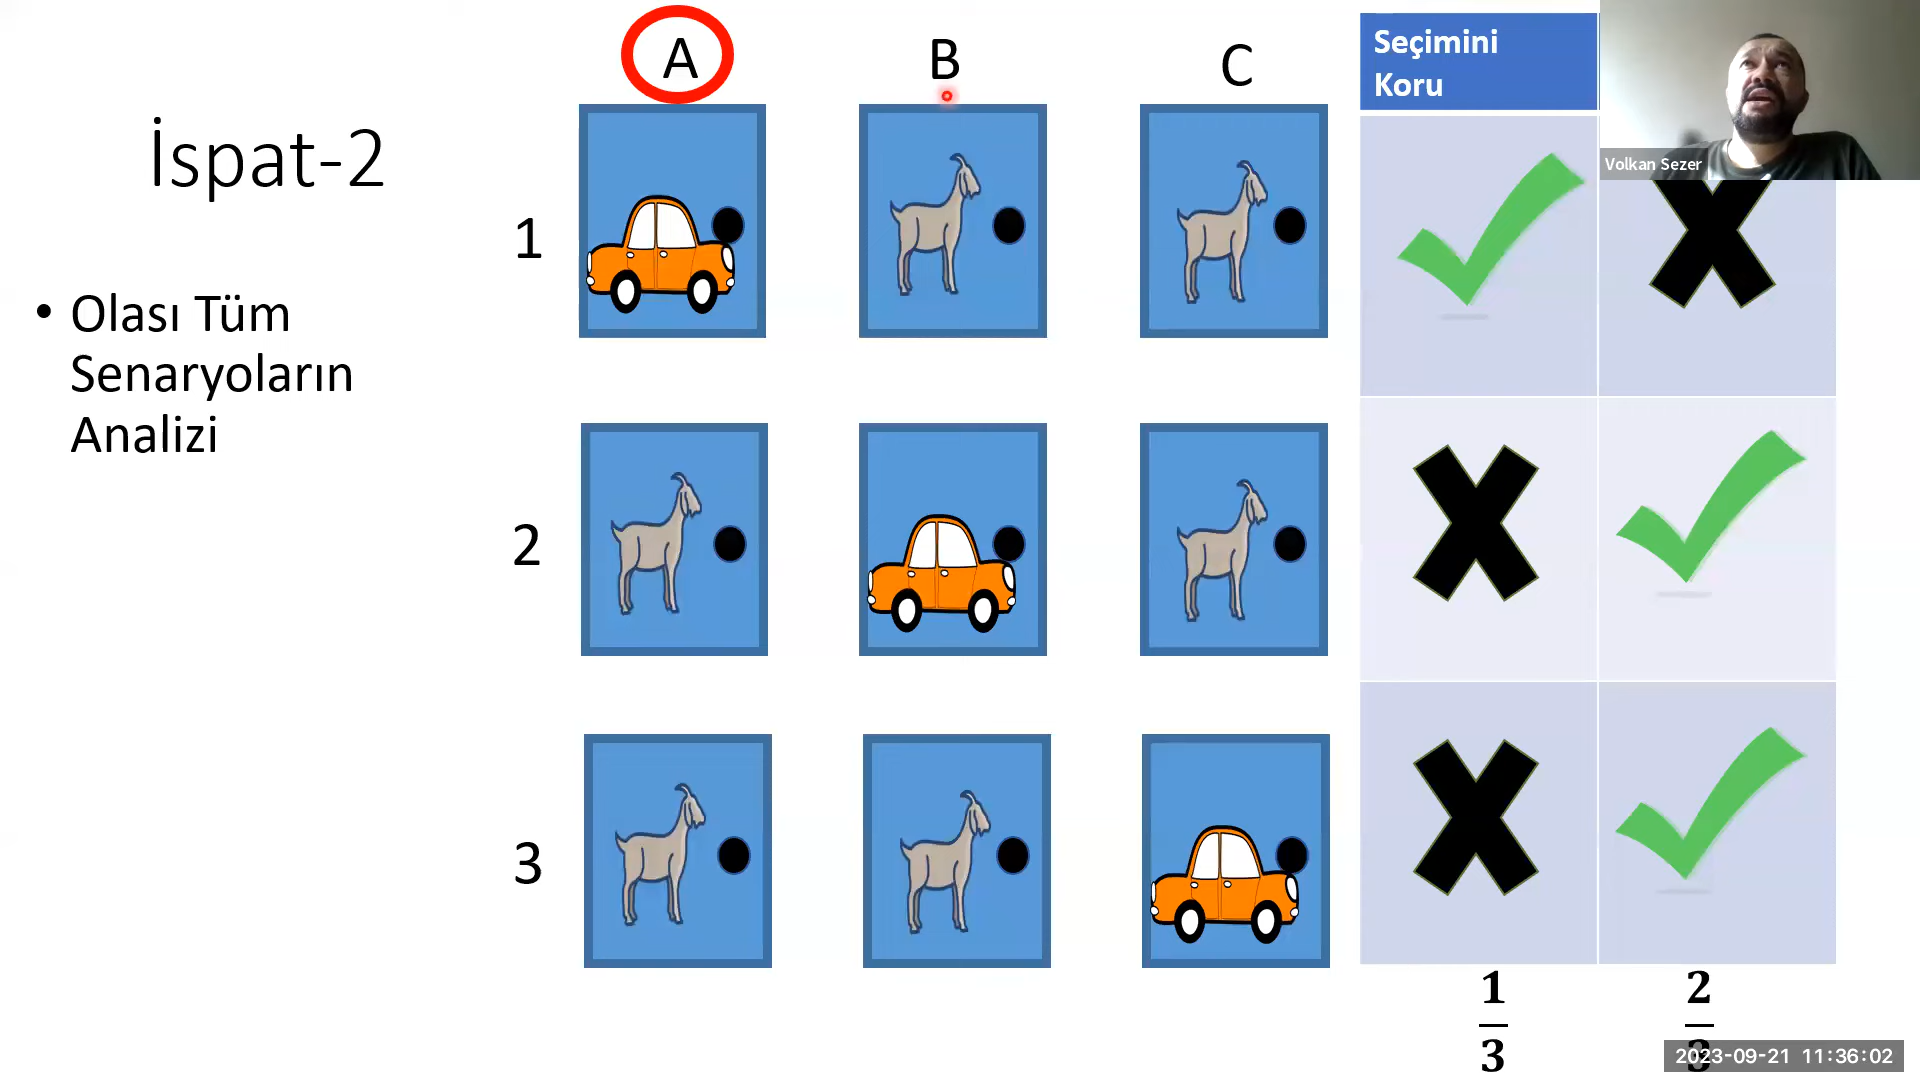 İspat-2
• Olası Tüm
Senaryoların
Analizi
A B C
1
2
3
Seçimini
Koru
Volkan Sezer
1/3 2/3
2023-09-21 11:36:02